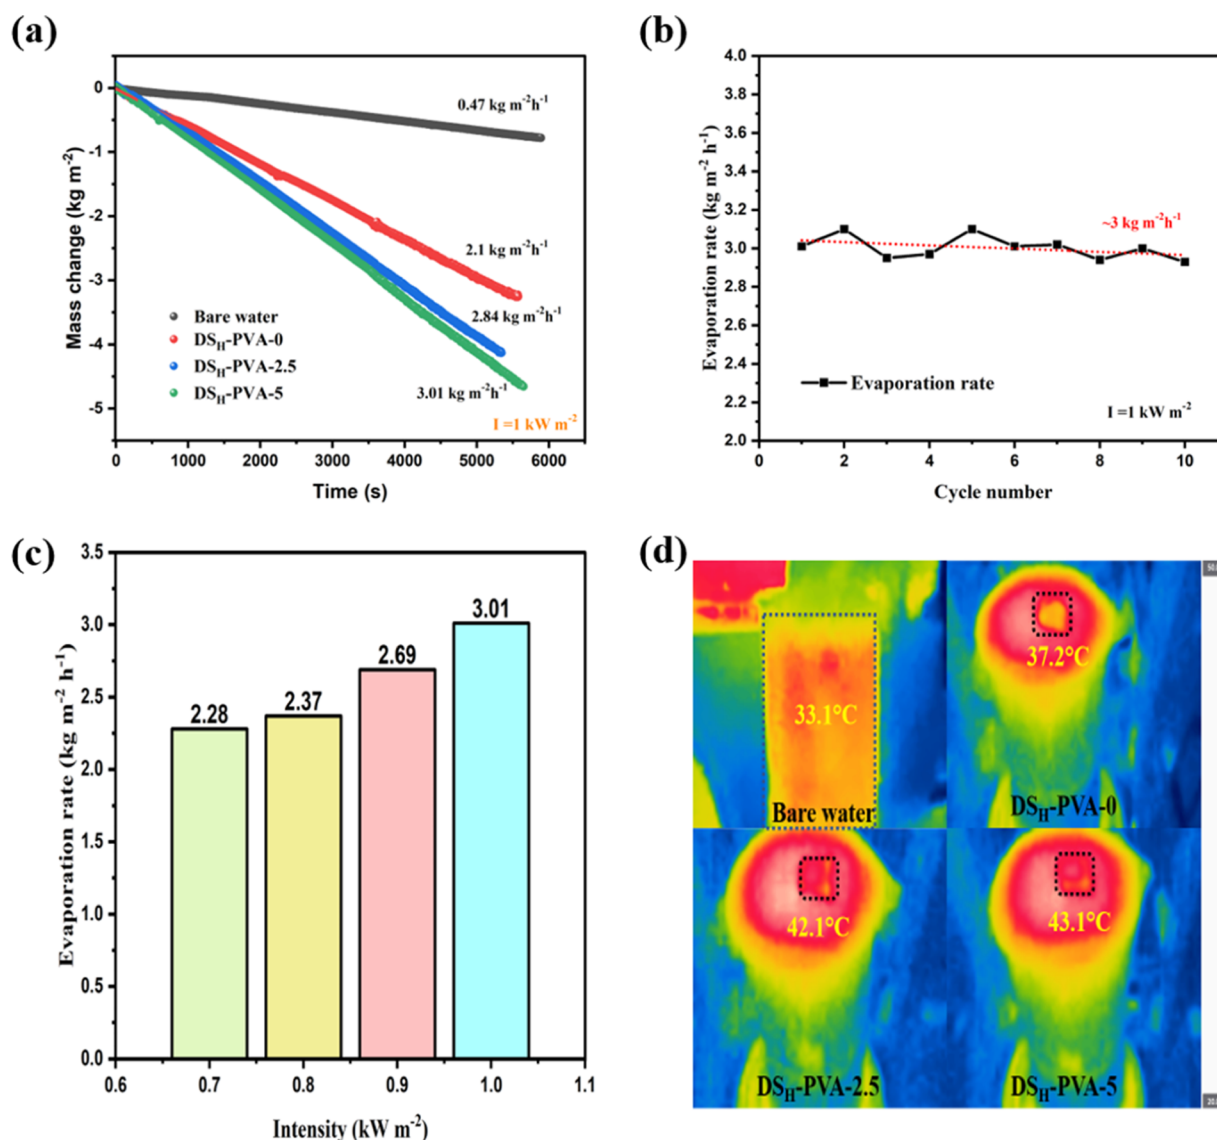 (a)
0
-1
-2
-3
-4
-5
Mass change (kg m⁻²)
0.47 kg m⁻²h⁻¹
2.1 kg m⁻²h⁻¹
2.84 kg m⁻²h⁻¹
3.01 kg m⁻²h⁻¹
Bare water
DS_H-PVA-0
DS_H-PVA-2.5
DS_H-PVA-5
I =1 kW m⁻²
0 1000 2000 3000 4000 5000 6000
Time (s)
(b)
4.0
3.8
3.6
3.4
3.2
3.0
2.8
2.6
2.4
2.2
2.0
Evaporation rate (kg m⁻² h⁻¹)
~3 kg m⁻²h⁻¹
Evaporation rate
I =1 kW m⁻²
0 2 4 6 8 10
Cycle number
(c)
3.5
3.0
2.5
2.0
1.5
1.0
0.5
0.0
Evaporation rate (kg m⁻² h⁻¹)
2.28
2.37
2.69
3.01
0.6 0.7 0.8 0.9 1.0 1.1
Intensity (kW m⁻²)
(d)
33.1°C
Bare water
37.2°C
DS_H-PVA-0
42.1°C
DS_H-PVA-2.5
43.1°C
DS_H-PVA-5